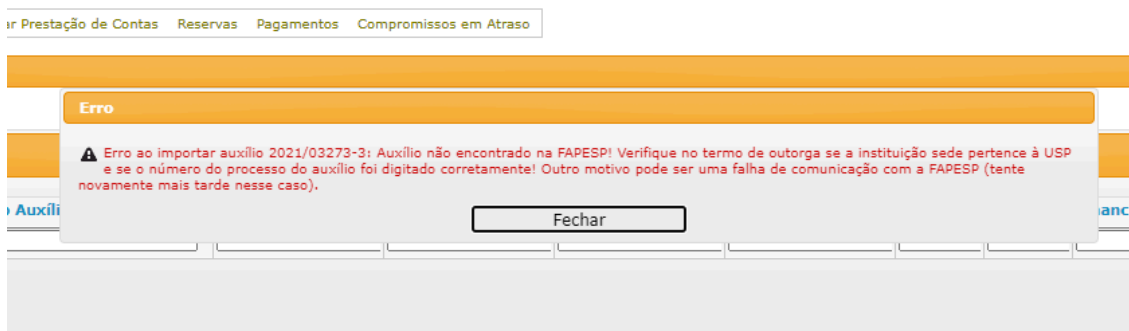 Prestação de Contas Reservas Pagamentos Compromissos em Atraso
Erro
Erro ao importar auxílio 2021/03273-3: Auxílio não encontrado na FAPESP! Verifique no termo de outorga se a instituição sede pertence à USP
e se o número do processo do auxílio foi digitado corretamente! Outro motivo pode ser uma falha de comunicação com a FAPESP (tente
novamente mais tarde nesse caso).
Fechar